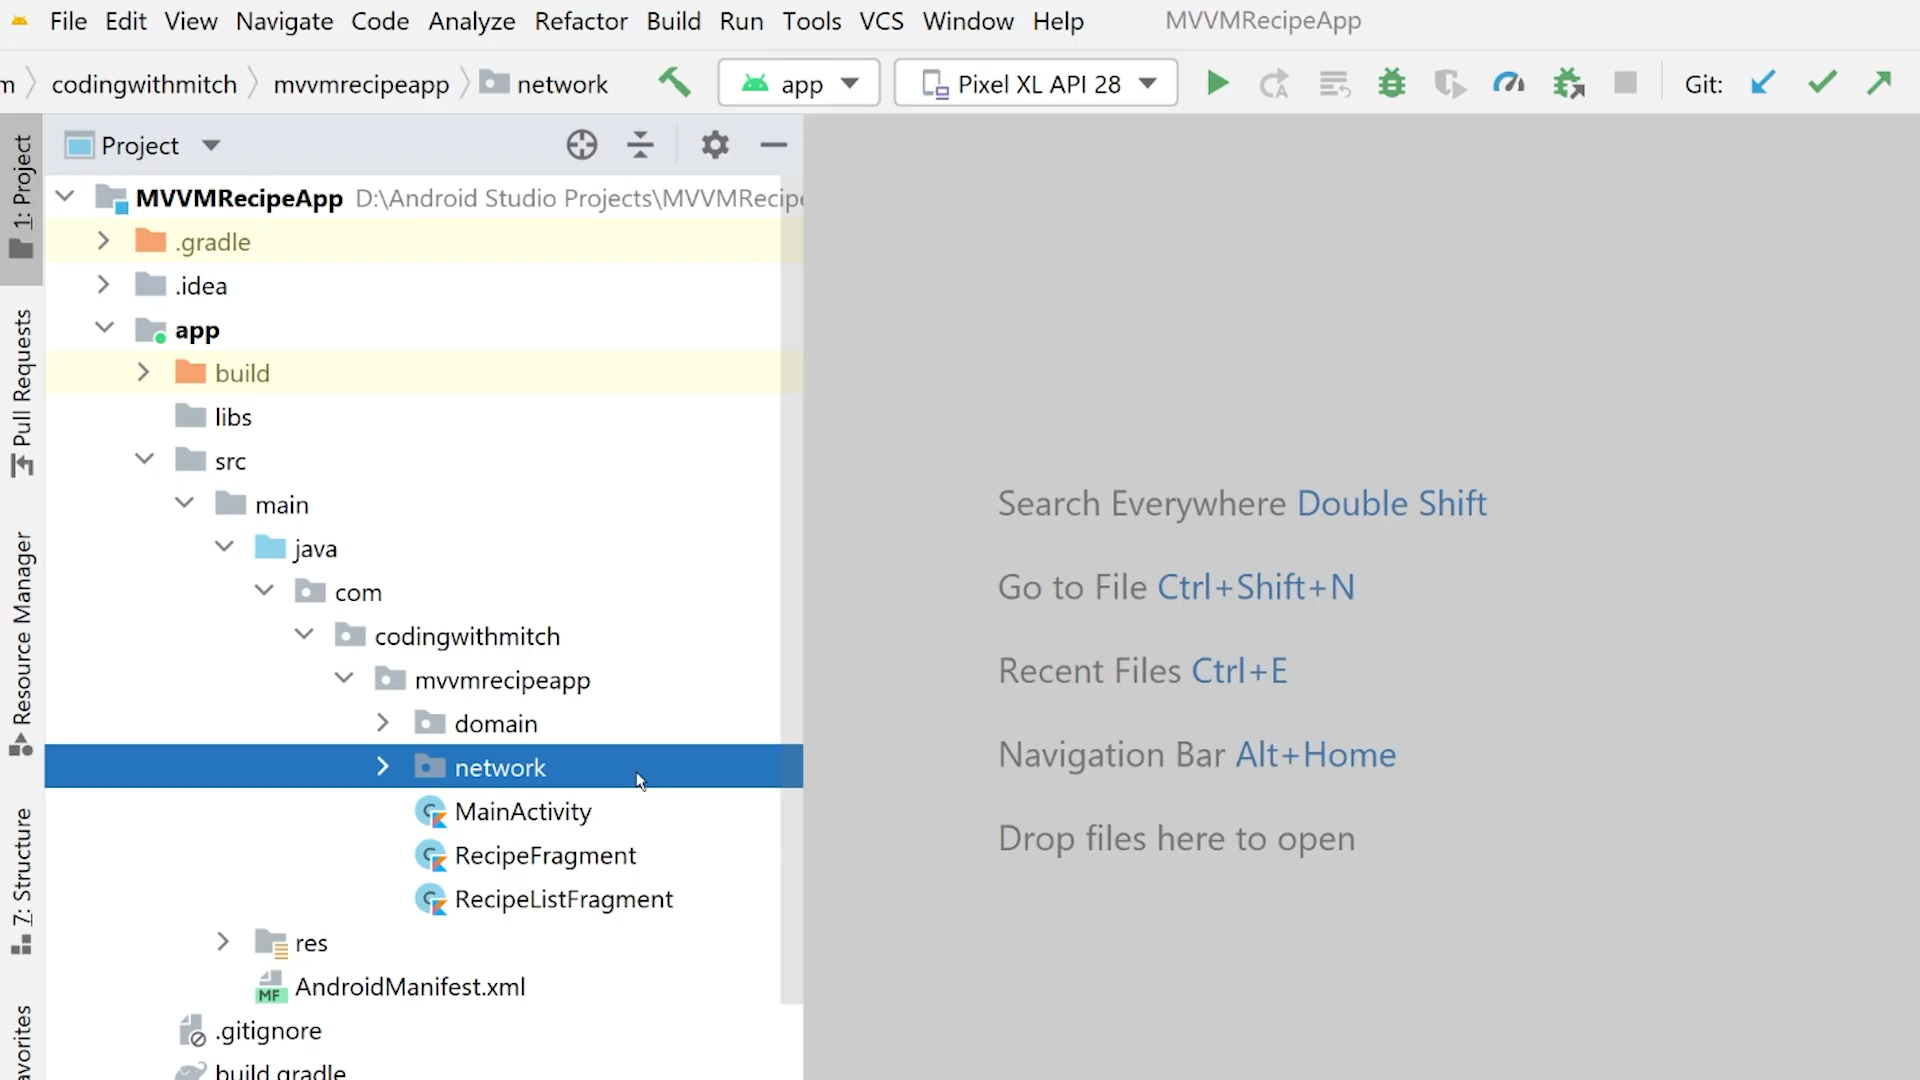 File Edit View Navigate Code Analyze Refactor Build Run Tools VCS Window Help MVVMRecipeApp
m codingwithmitch mvvmrecipeapp network app Pixel XL API 28 Git:
Project
1: Project
Pull Requests
Resource Manager
7: Structure
avorites
MVVMRecipeApp D:\Android Studio Projects\MVVMRecipe
.gradle
.idea
app
build
libs
src
main
java
com
codingwithmitch
mvvmrecipeapp
domain
network
MainActivity
RecipeFragment
RecipeListFragment
res
MF AndroidManifest.xml
.gitignore
build.gradle
Search Everywhere Double Shift
Go to File Ctrl+Shift+N
Recent Files Ctrl+E
Navigation Bar Alt+Home
Drop files here to open